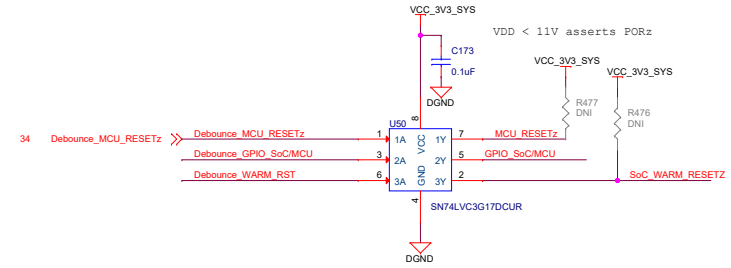 VCC_3V3_SYS
VDD < 11V asserts PORz
C173
0.1uF
DGND
VCC_3V3_SYS
VCC_3V3_SYS
R477
DNI
R476
DNI
U50
8
VCC
34 Debounce_MCU_RESETz Debounce_MCU_RESETz 1 1A 1Y 7 MCU_RESETz
Debounce_GPIO_SoC/MCU 3 2A 2Y 5 GPIO_SoC/MCU
Debounce_WARM_RST 6 3A 3Y 2 SoC_WARM_RESETZ
GND
4
SN74LVC3G17DCUR
DGND